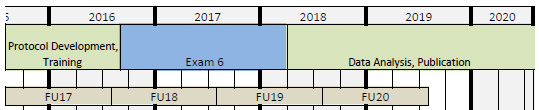 2016 2017 2018 2019 2020
Protocol Development,
Training
Exam 6
Data Analysis, Publication
FU17 FU18 FU19 FU20